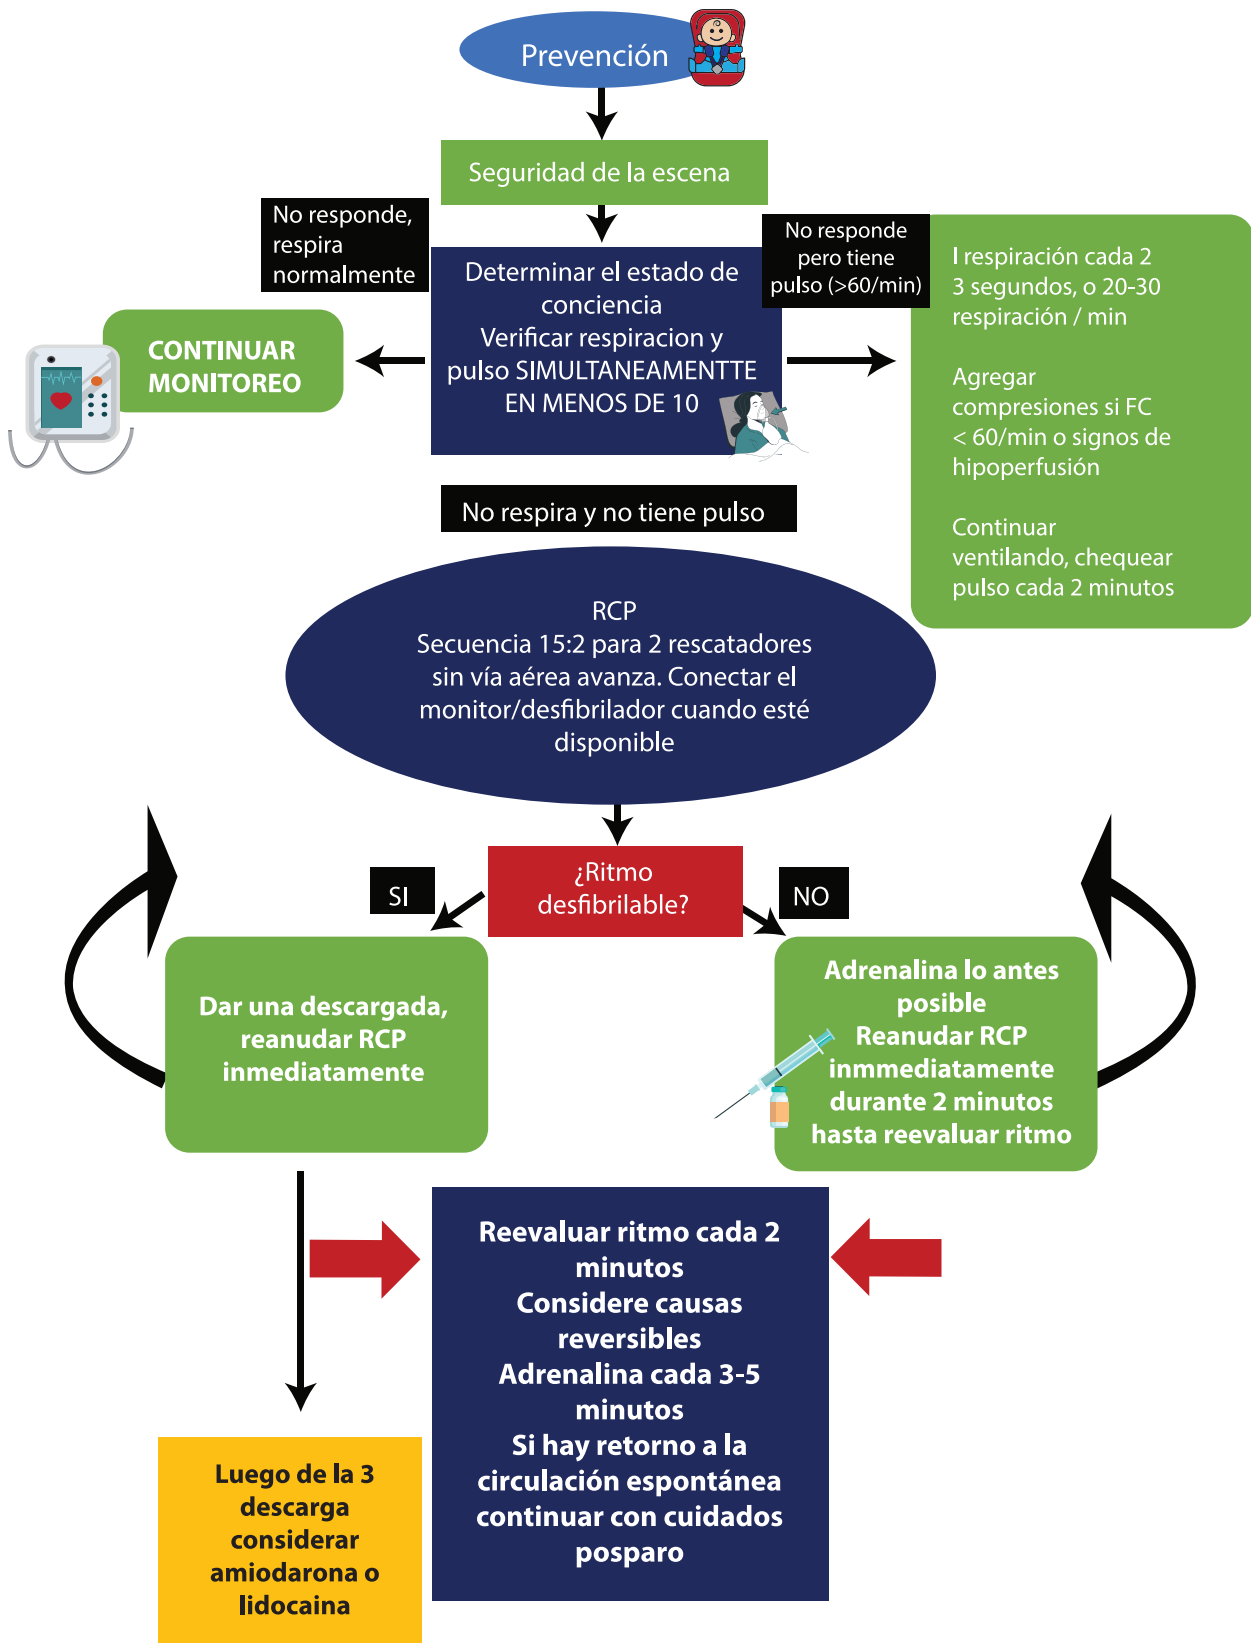 Prevención
Seguridad de la escena
No responde,
respira
normalmente
Determinar el estado de
conciencia
Verificar respiracion y
pulso SIMULTANEAMENTTE
EN MENOS DE 10
No responde
pero tiene
pulso (>60/min)
I respiración cada 2
3 segundos, o 20-30
respiración / min
Agregar
compresiones si FC
< 60/min o signos de
hipoperfusión
Continuar
ventilando, chequear
pulso cada 2 minutos
CONTINUAR
MONITOREO
No respira y no tiene pulso
RCP
Secuencia 15:2 para 2 rescatadores
sin vía aérea avanza. Conectar el
monitor/desfibrilador cuando esté
disponible
¿Ritmo
desfibrilable?
SI
NO
Dar una descargada,
reanudar RCP
inmediatamente
Adrenalina lo antes
posible
Reanudar RCP
inmmediatamente
durante 2 minutos
hasta reevaluar ritmo
Reevaluar ritmo cada 2
minutos
Considere causas
reversibles
Adrenalina cada 3-5
minutos
Si hay retorno a la
circulación espontánea
continuar con cuidados
posparo
Luego de la 3
descarga
considerar
amiodarona o
lidocaina